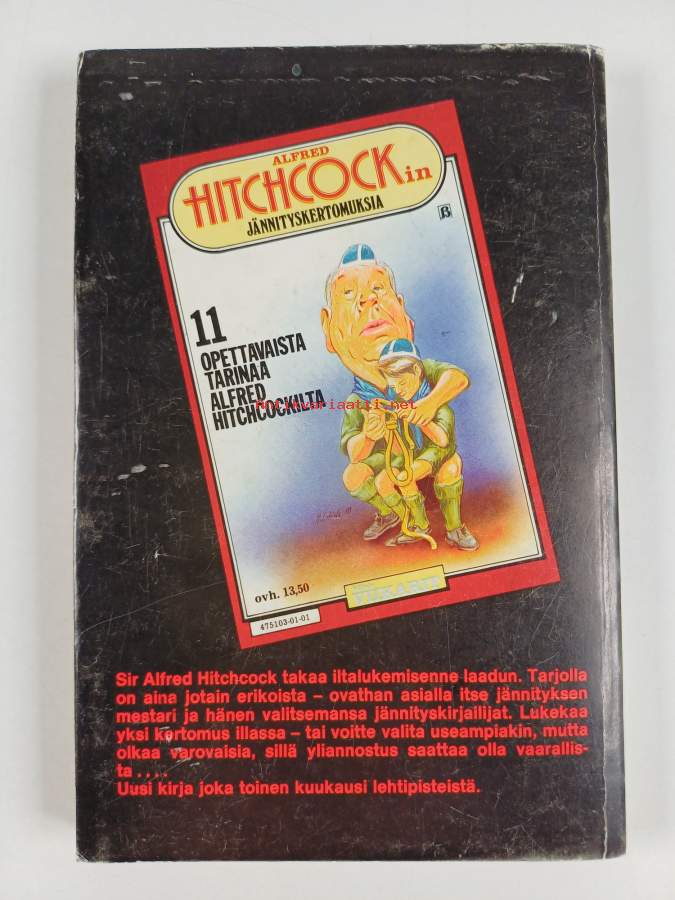 ALFRED
HITCHCOCKin
JÄNNITYSKERTOMUKSIA
11
OPETTAVAISTA
TARINAA
ALFRED
HITCHCOCKILTA
Antikvariaatti.net
ovh. 13,50
475103-01-01
Sir Alfred Hitchcock takaa iltalukemisenne laadun. Tarjolla
on aina jotain erikoista – ovathan asialla itse jännityksen
mestari ja hänen valitsemansa jännityskirjailijat. Lukekaa
yksi kertomus illassa – tai voitte valita useampiakin, mutta
olkaa varovaisia, sillä yliannostus saattaa olla vaarallis-
ta....
Uusi kirja joka toinen kuukausi lehtipisteistä.